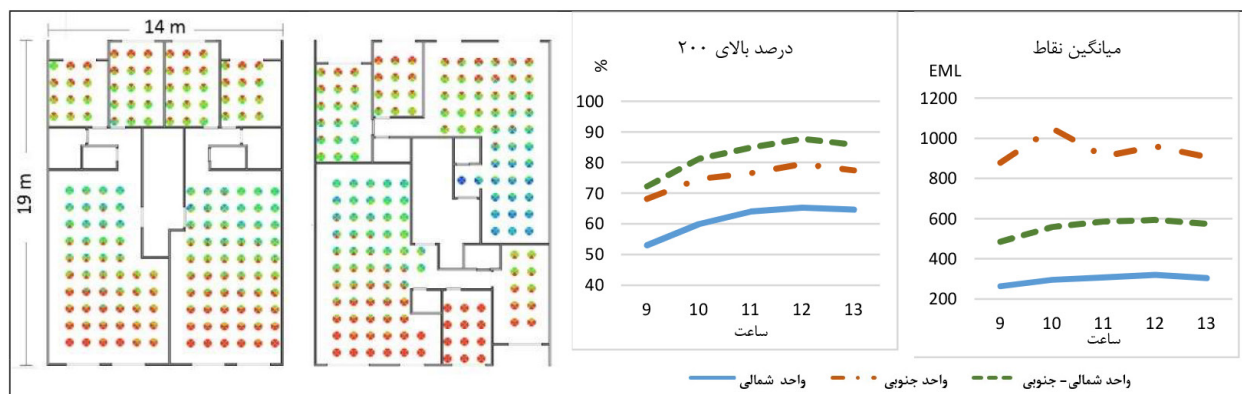 14 m
19 m
درصد بالای ۲۰۰
%
100
90
80
70
60
50
40
9 10 11 12 13
ساعت
میانگین نقاط
EML
1200
1000
800
600
400
200
9 10 11 12 13
ساعت
واحد شمالی
واحد جنوبی
واحد شمالی- جنوبی